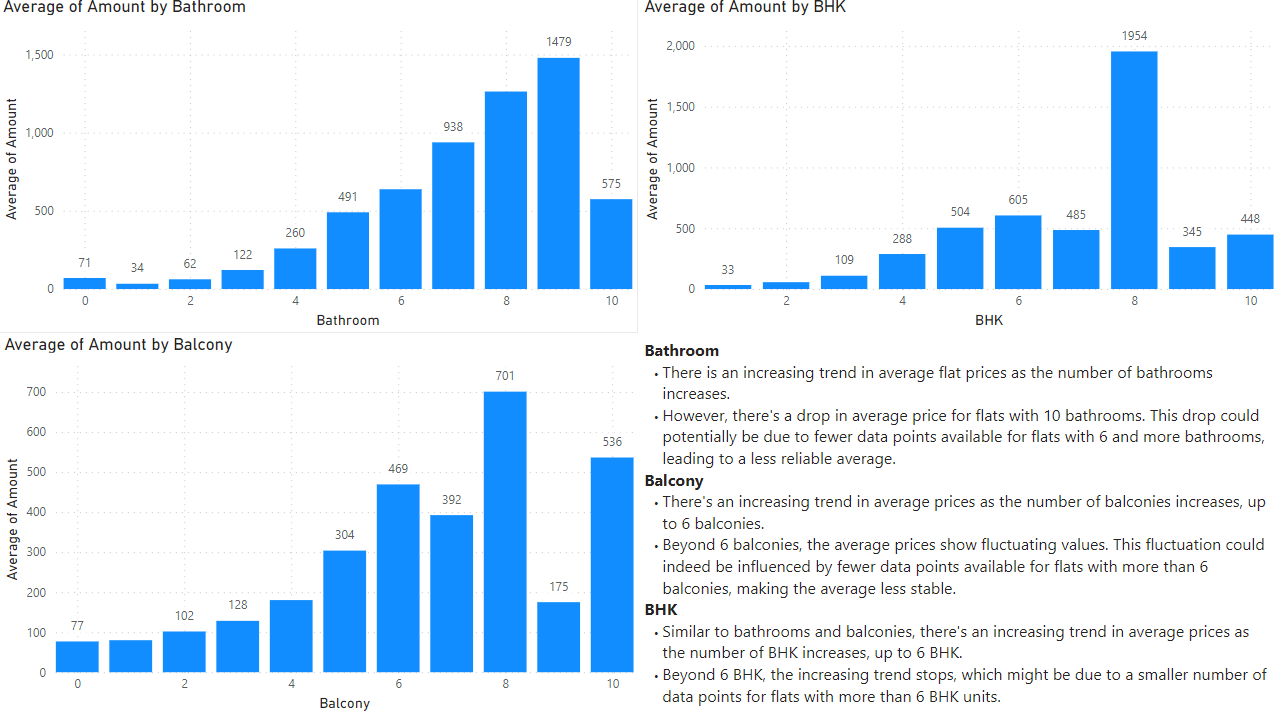 Average of Amount by Bathroom
Average of Amount
1,500
1,000
500
0
71
34
62
122
260
491
938
1479
575
0
2
4
6
8
10
Bathroom
Average of Amount by BHK
Average of Amount
2,000
1,500
1,000
500
0
33
109
288
504
605
485
1954
345
448
2
4
6
8
10
BHK
Average of Amount by Balcony
Average of Amount
700
600
500
400
300
200
100
0
77
102
128
304
469
392
701
175
536
0
2
4
6
8
10
Balcony
Bathroom
• There is an increasing trend in average flat prices as the number of bathrooms
increases.
• However, there's a drop in average price for flats with 10 bathrooms. This drop could
potentially be due to fewer data points available for flats with 6 and more bathrooms,
leading to a less reliable average.
Balcony
• There's an increasing trend in average prices as the number of balconies increases, up
to 6 balconies.
• Beyond 6 balconies, the average prices show fluctuating values. This fluctuation could
indeed be influenced by fewer data points available for flats with more than 6
balconies, making the average less stable.
BHK
• Similar to bathrooms and balconies, there's an increasing trend in average prices as
the number of BHK increases, up to 6 BHK.
• Beyond 6 BHK, the increasing trend stops, which might be due to a smaller number of
data points for flats with more than 6 BHK units.